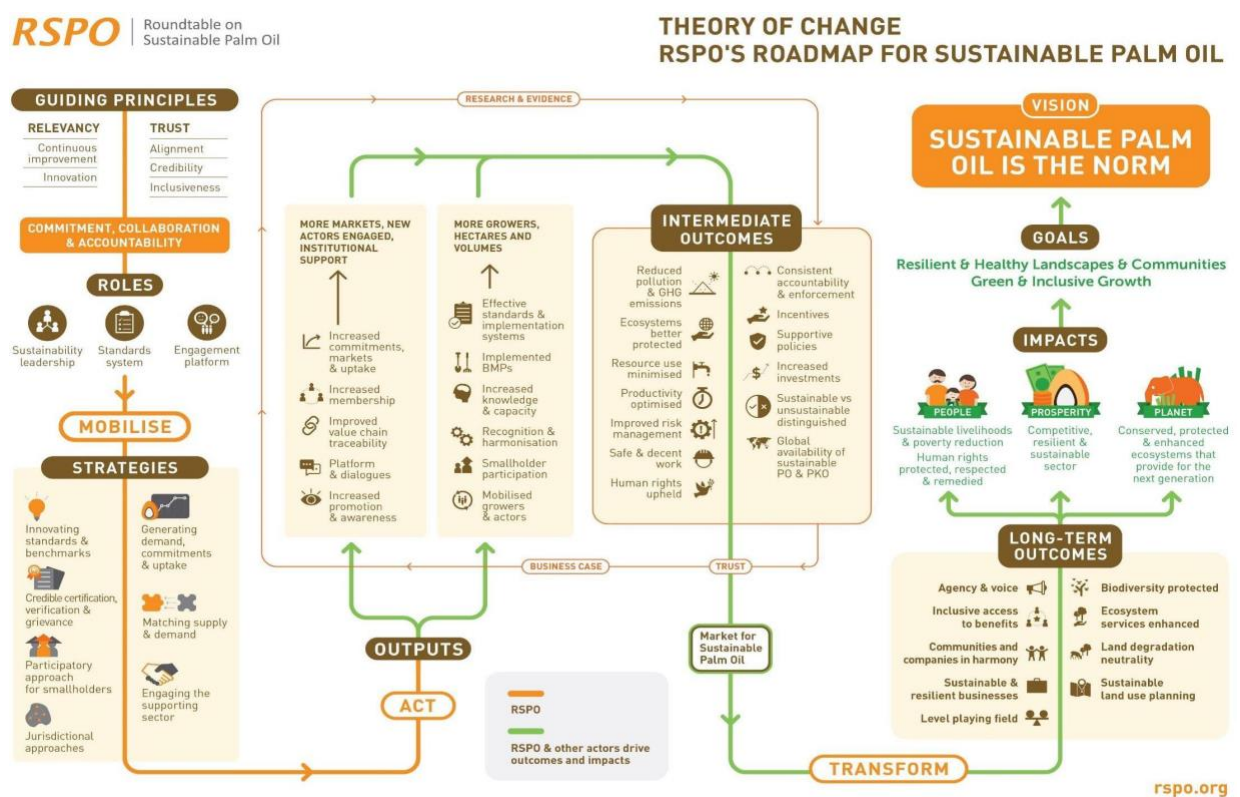 RSPO
Roundtable on
Sustainable Palm Oil
THEORY OF CHANGE
RSPO'S ROADMAP FOR SUSTAINABLE PALM OIL
GUIDING PRINCIPLES
RELEVANCY
Continuous
improvement
Innovation
TRUST
Alignment
Credibility
Inclusiveness
COMMITMENT, COLLABORATION
& ACCOUNTABILITY
ROLES
Sustainability
leadership
Standards
system
Engagement
platform
MOBILISE
STRATEGIES
Innovating
standards &
benchmarks
Credible certification,
verification &
grievance
Participatory
approach
for smallholders
Jurisdictional
approaches
Generating
demand,
commitments
& uptake
Matching supply
& demand
Engaging the
supporting
sector
RESEARCH & EVIDENCE
MORE MARKETS, NEW
ACTORS ENGAGED,
INSTITUTIONAL
SUPPORT
Increased
commitments,
markets
& uptake
Increased
membership
Improved
value chain
traceability
Platform
& dialogues
Increased
promotion
& awareness
MORE GROWERS,
HECTARES AND
VOLUMES
Effective
standards &
implementation
systems
Implemented
BMPs
Increased
knowledge
& capacity
Recognition &
harmonisation
Smallholder
participation
Mobilised
growers
& actors
BUSINESS CASE
TRUST
OUTPUTS
ACT
RSPO
RSPO & other actors drive
outcomes and impacts
INTERMEDIATE
OUTCOMES
Reduced
pollution
& GHG
emissions
Ecosystems
better
protected
Resource use
minimised
Productivity
optimised
Improved risk
management
Safe & decent
work
Human rights
upheld
Consistent
accountability
& enforcement
Incentives
Supportive
policies
Increased
investments
Sustainable vs
unsustainable
distinguished
Global
availability of
sustainable
PO & PKO
Market for
Sustainable
Palm Oil
TRANSFORM
VISION
SUSTAINABLE PALM
OIL IS THE NORM
GOALS
Resilient & Healthy Landscapes & Communities
Green & Inclusive Growth
IMPACTS
PEOPLE
Sustainable livelihoods
& poverty reduction
Human rights
protected, respected
& remedied
PROSPERITY
Competitive,
resilient &
sustainable
sector
PLANET
Conserved, protected
& enhanced
ecosystems that
provide for the
next generation
LONG-TERM
OUTCOMES
Agency & voice
Inclusive access
to benefits
Communities and
companies in harmony
Sustainable &
resilient businesses
Level playing field
Biodiversity protected
Ecosystem
services enhanced
Land degradation
neutrality
Sustainable
land use planning
rspo.org